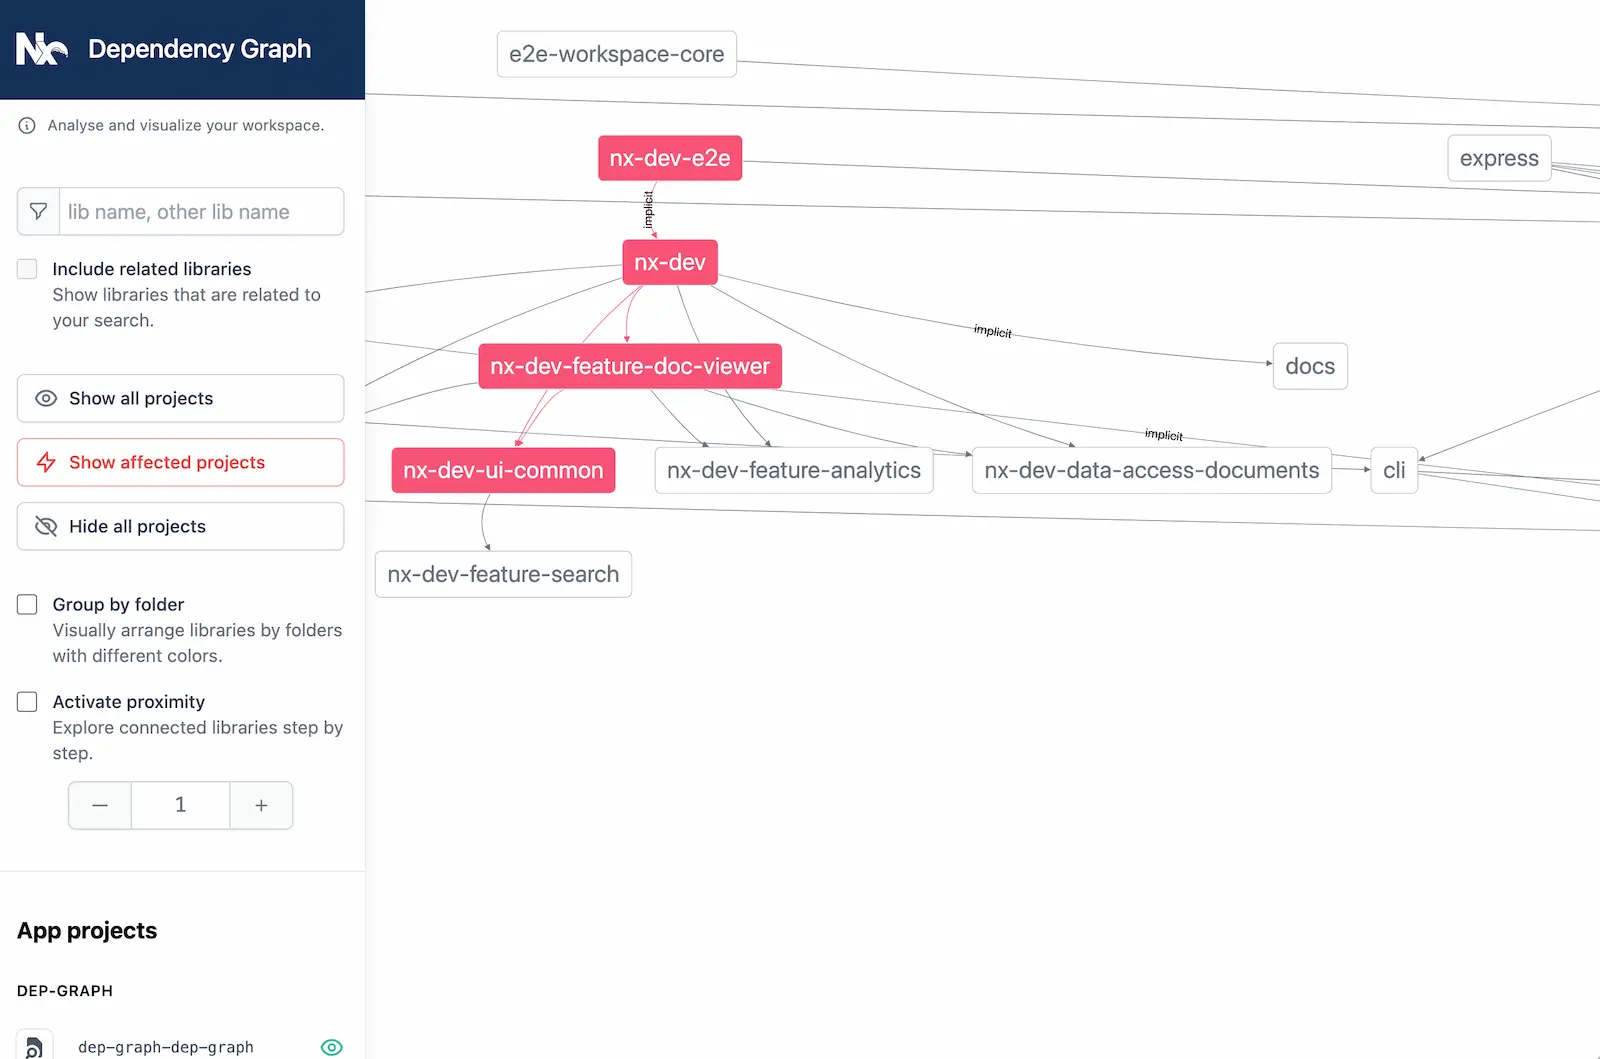 Nx Dependency Graph
Analyse and visualize your workspace.
lib name, other lib name
Include related libraries
Show libraries that are related to
your search.
Show all projects
Show affected projects
Hide all projects
Group by folder
Visually arrange libraries by folders
with different colors.
Activate proximity
Explore connected libraries step by
step.
− 1 +
App projects
DEP-GRAPH
dep-graph-dep-graph
e2e-workspace-core
nx-dev-e2e
express
implicit
nx-dev
implicit
nx-dev-feature-doc-viewer
docs
implicit
nx-dev-ui-common
nx-dev-feature-analytics
nx-dev-data-access-documents
cli
nx-dev-feature-search